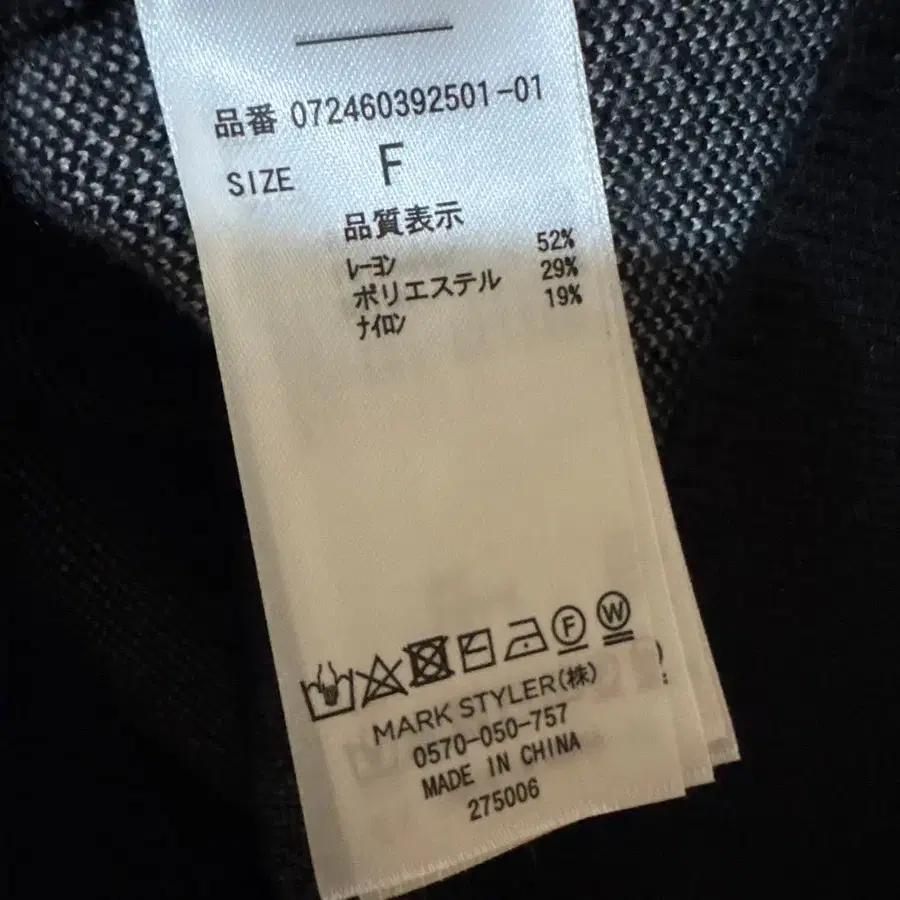 品番 072460392501-01
SIZE F
品質表示
レーヨン 52%
ポリエステル 29%
ナイロン 19%
F W
MARK STYLER(株)
0570-050-757
MADE IN CHINA
275006